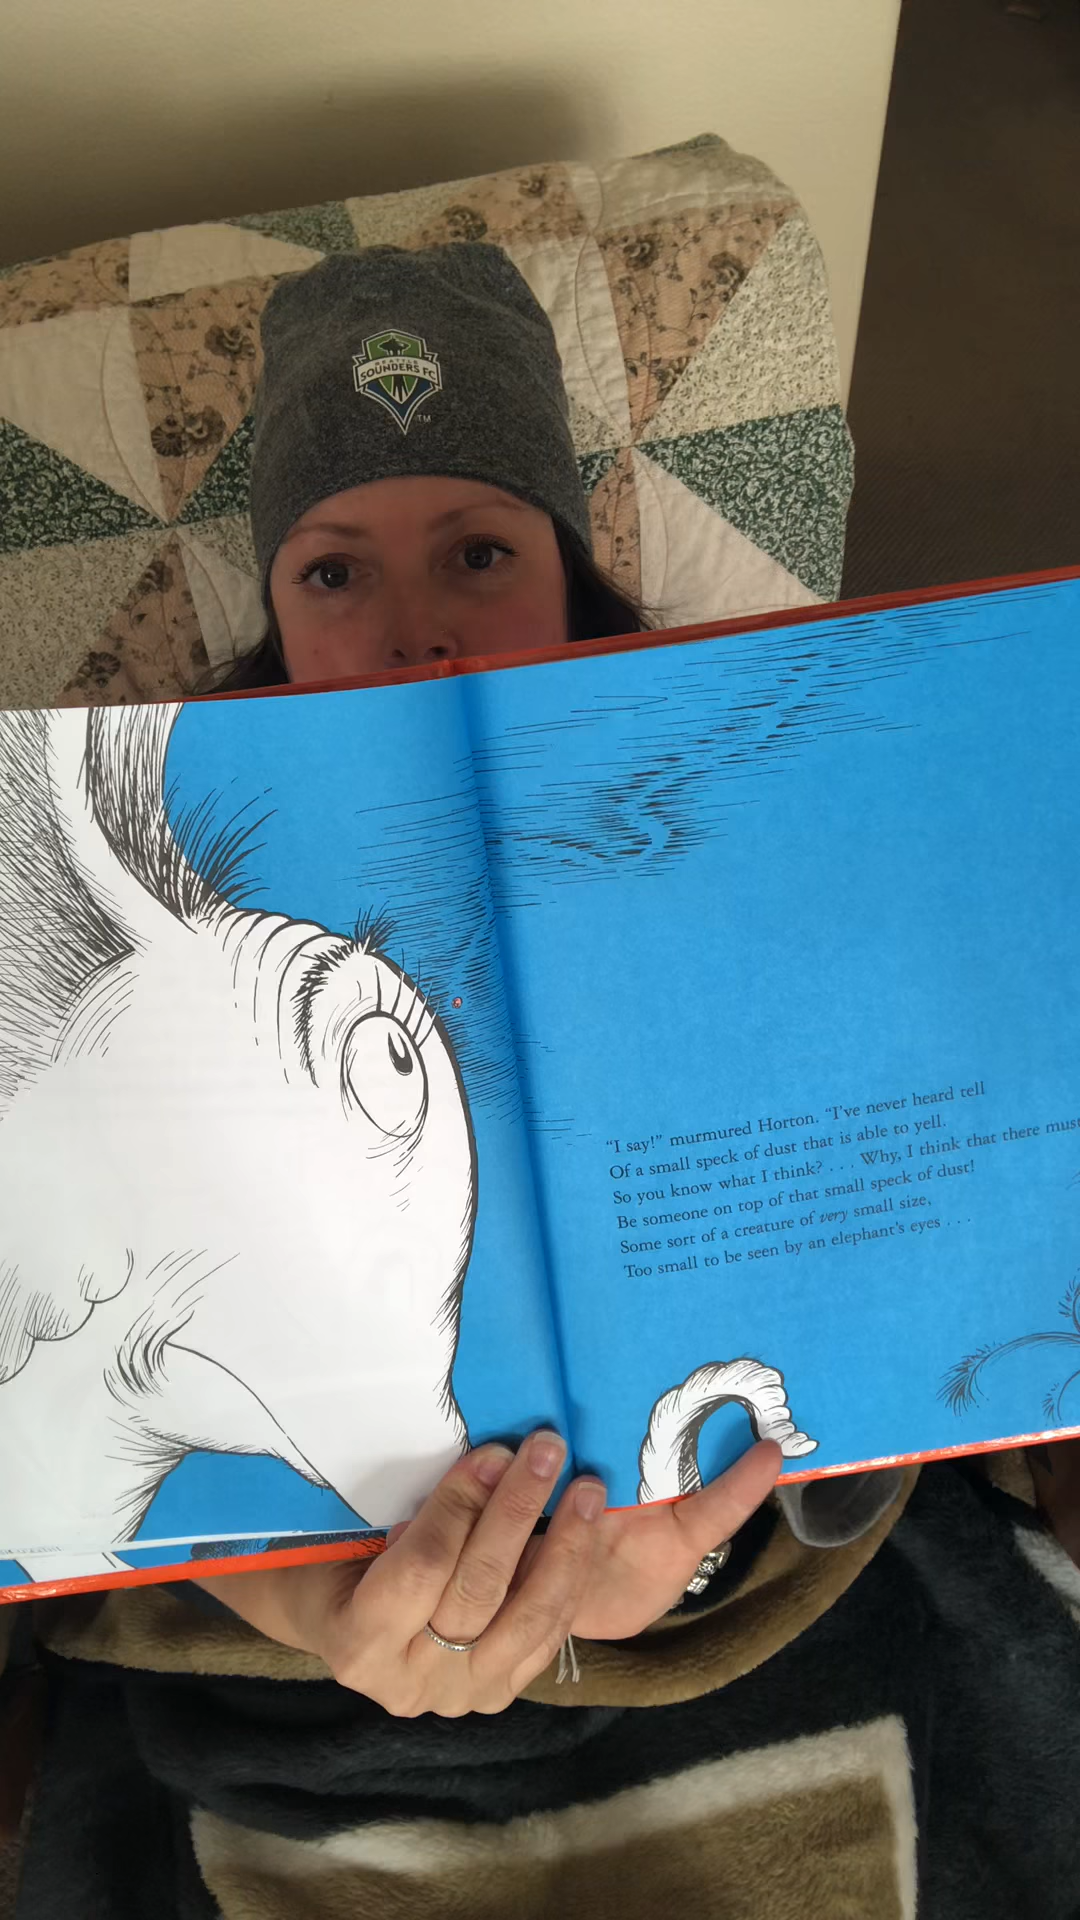 SEATTLE
SOUNDERS FC
TM
"I say!" murmured Horton. "I've never heard tell
Of a small speck of dust that is able to yell.
So you know what I think? . . . Why, I think that there must
Be someone on top of that small speck of dust!
Some sort of a creature of very small size,
Too small to be seen by an elephant's eyes . . .